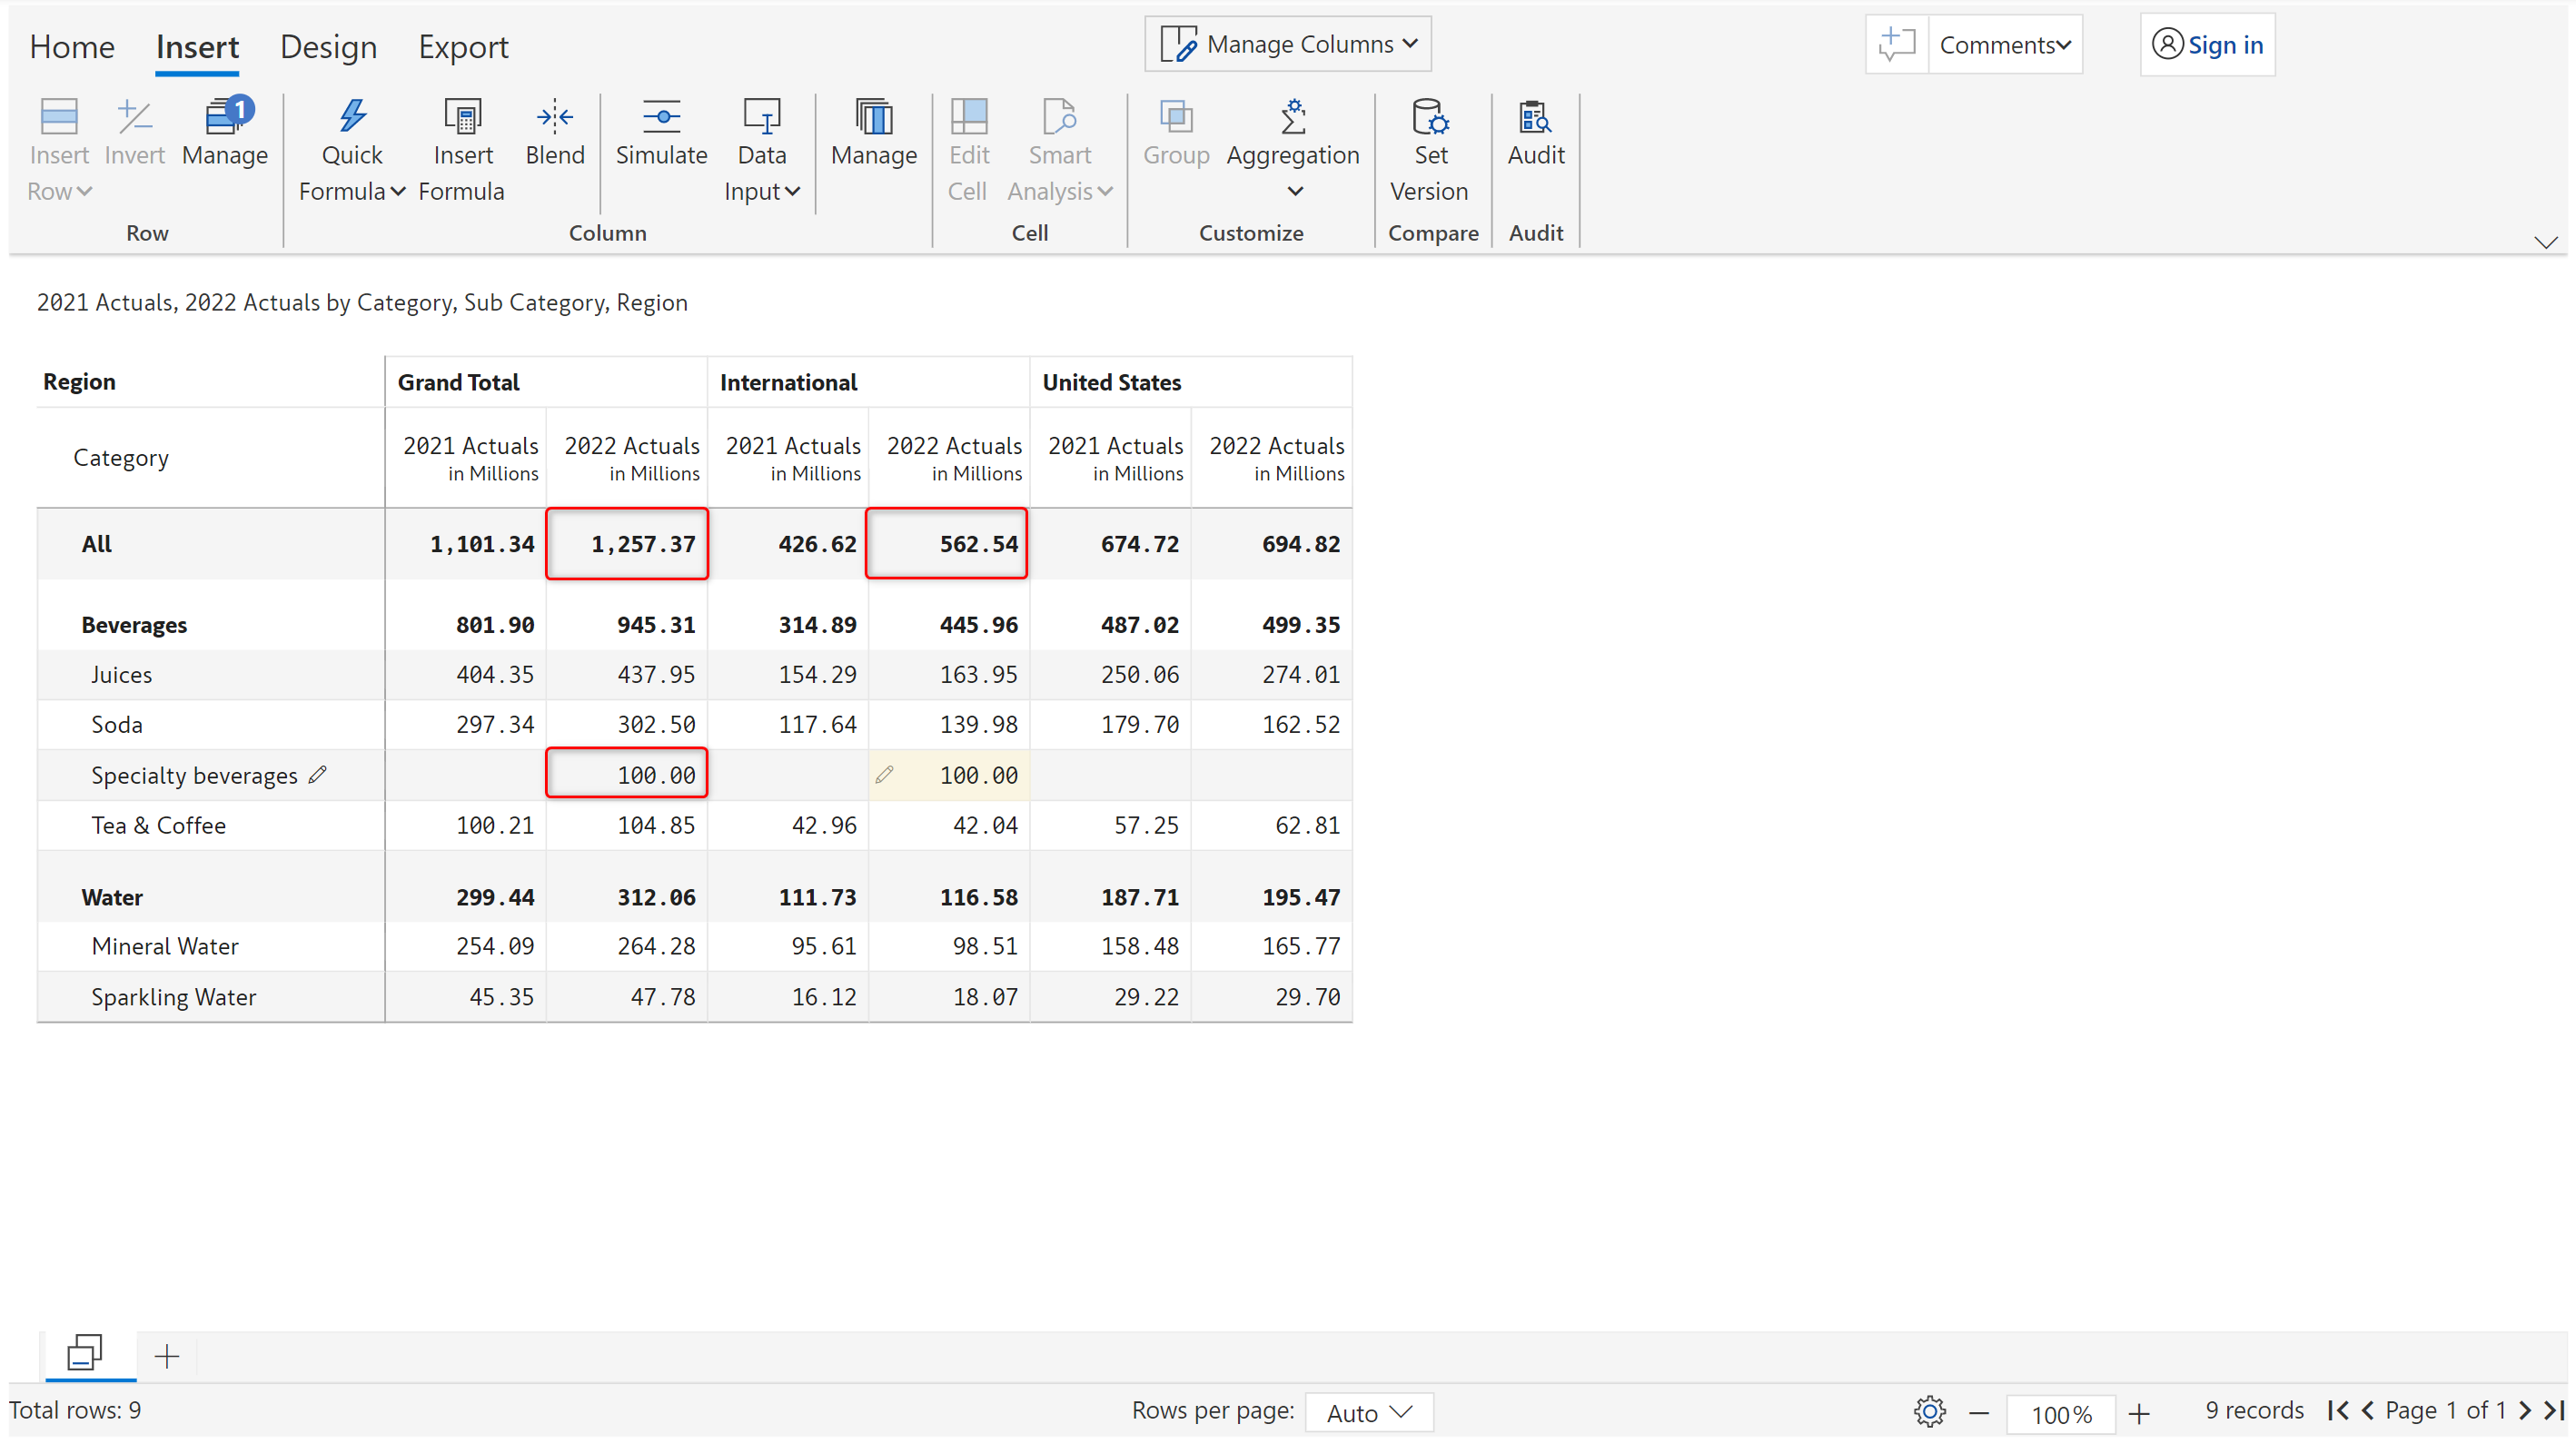 Home Insert Design Export Manage Columns Comments Sign in
1
Insert Invert Manage Quick Insert Blend Simulate Data Manage Edit Smart Group Aggregation Set Audit
Row Formula Formula Input Cell Analysis Version
Row Column Cell Customize Compare Audit
2021 Actuals, 2022 Actuals by Category, Sub Category, Region
Region Grand Total International United States
Category 2021 Actuals 2022 Actuals 2021 Actuals 2022 Actuals 2021 Actuals 2022 Actuals
in Millions in Millions in Millions in Millions in Millions in Millions
All 1,101.34 1,257.37 426.62 562.54 674.72 694.82
Beverages 801.90 945.31 314.89 445.96 487.02 499.35
Juices 404.35 437.95 154.29 163.95 250.06 274.01
Soda 297.34 302.50 117.64 139.98 179.70 162.52
Specialty beverages 100.00 100.00
Tea & Coffee 100.21 104.85 42.96 42.04 57.25 62.81
Water 299.44 312.06 111.73 116.58 187.71 195.47
Mineral Water 254.09 264.28 95.61 98.51 158.48 165.77
Sparkling Water 45.35 47.78 16.12 18.07 29.22 29.70
Total rows: 9 Rows per page: Auto 100% 9 records Page 1 of 1